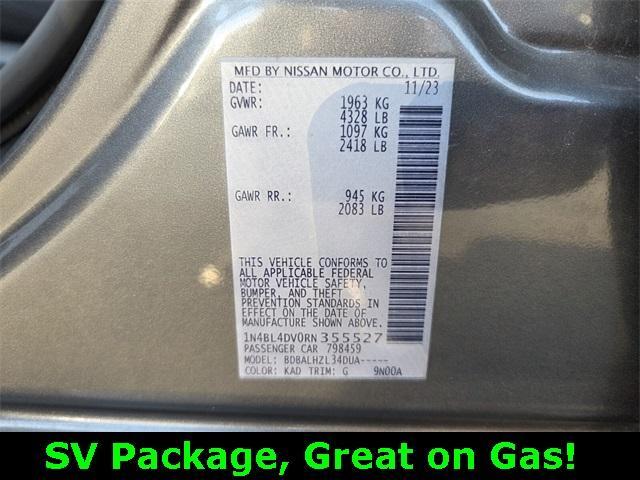 MFD BY NISSAN MOTOR CO., LTD.
DATE: 11/23
GVWR: 1963 KG
4328 LB
GAWR FR.: 1097 KG
2418 LB
GAWR RR.: 945 KG
2083 LB
THIS VEHICLE CONFORMS TO
ALL APPLICABLE FEDERAL
MOTOR VEHICLE SAFETY,
BUMPER, AND THEFT
PREVENTION STANDARDS IN
EFFECT ON THE DATE OF
MANUFACTURE SHOWN ABOVE.
1N4BL4DV0RN355527
PASSENGER CAR 798459
MODEL: BDBALHZL34DUA-----
COLOR: KAD TRIM: G 9N00A
SV Package, Great on Gas!